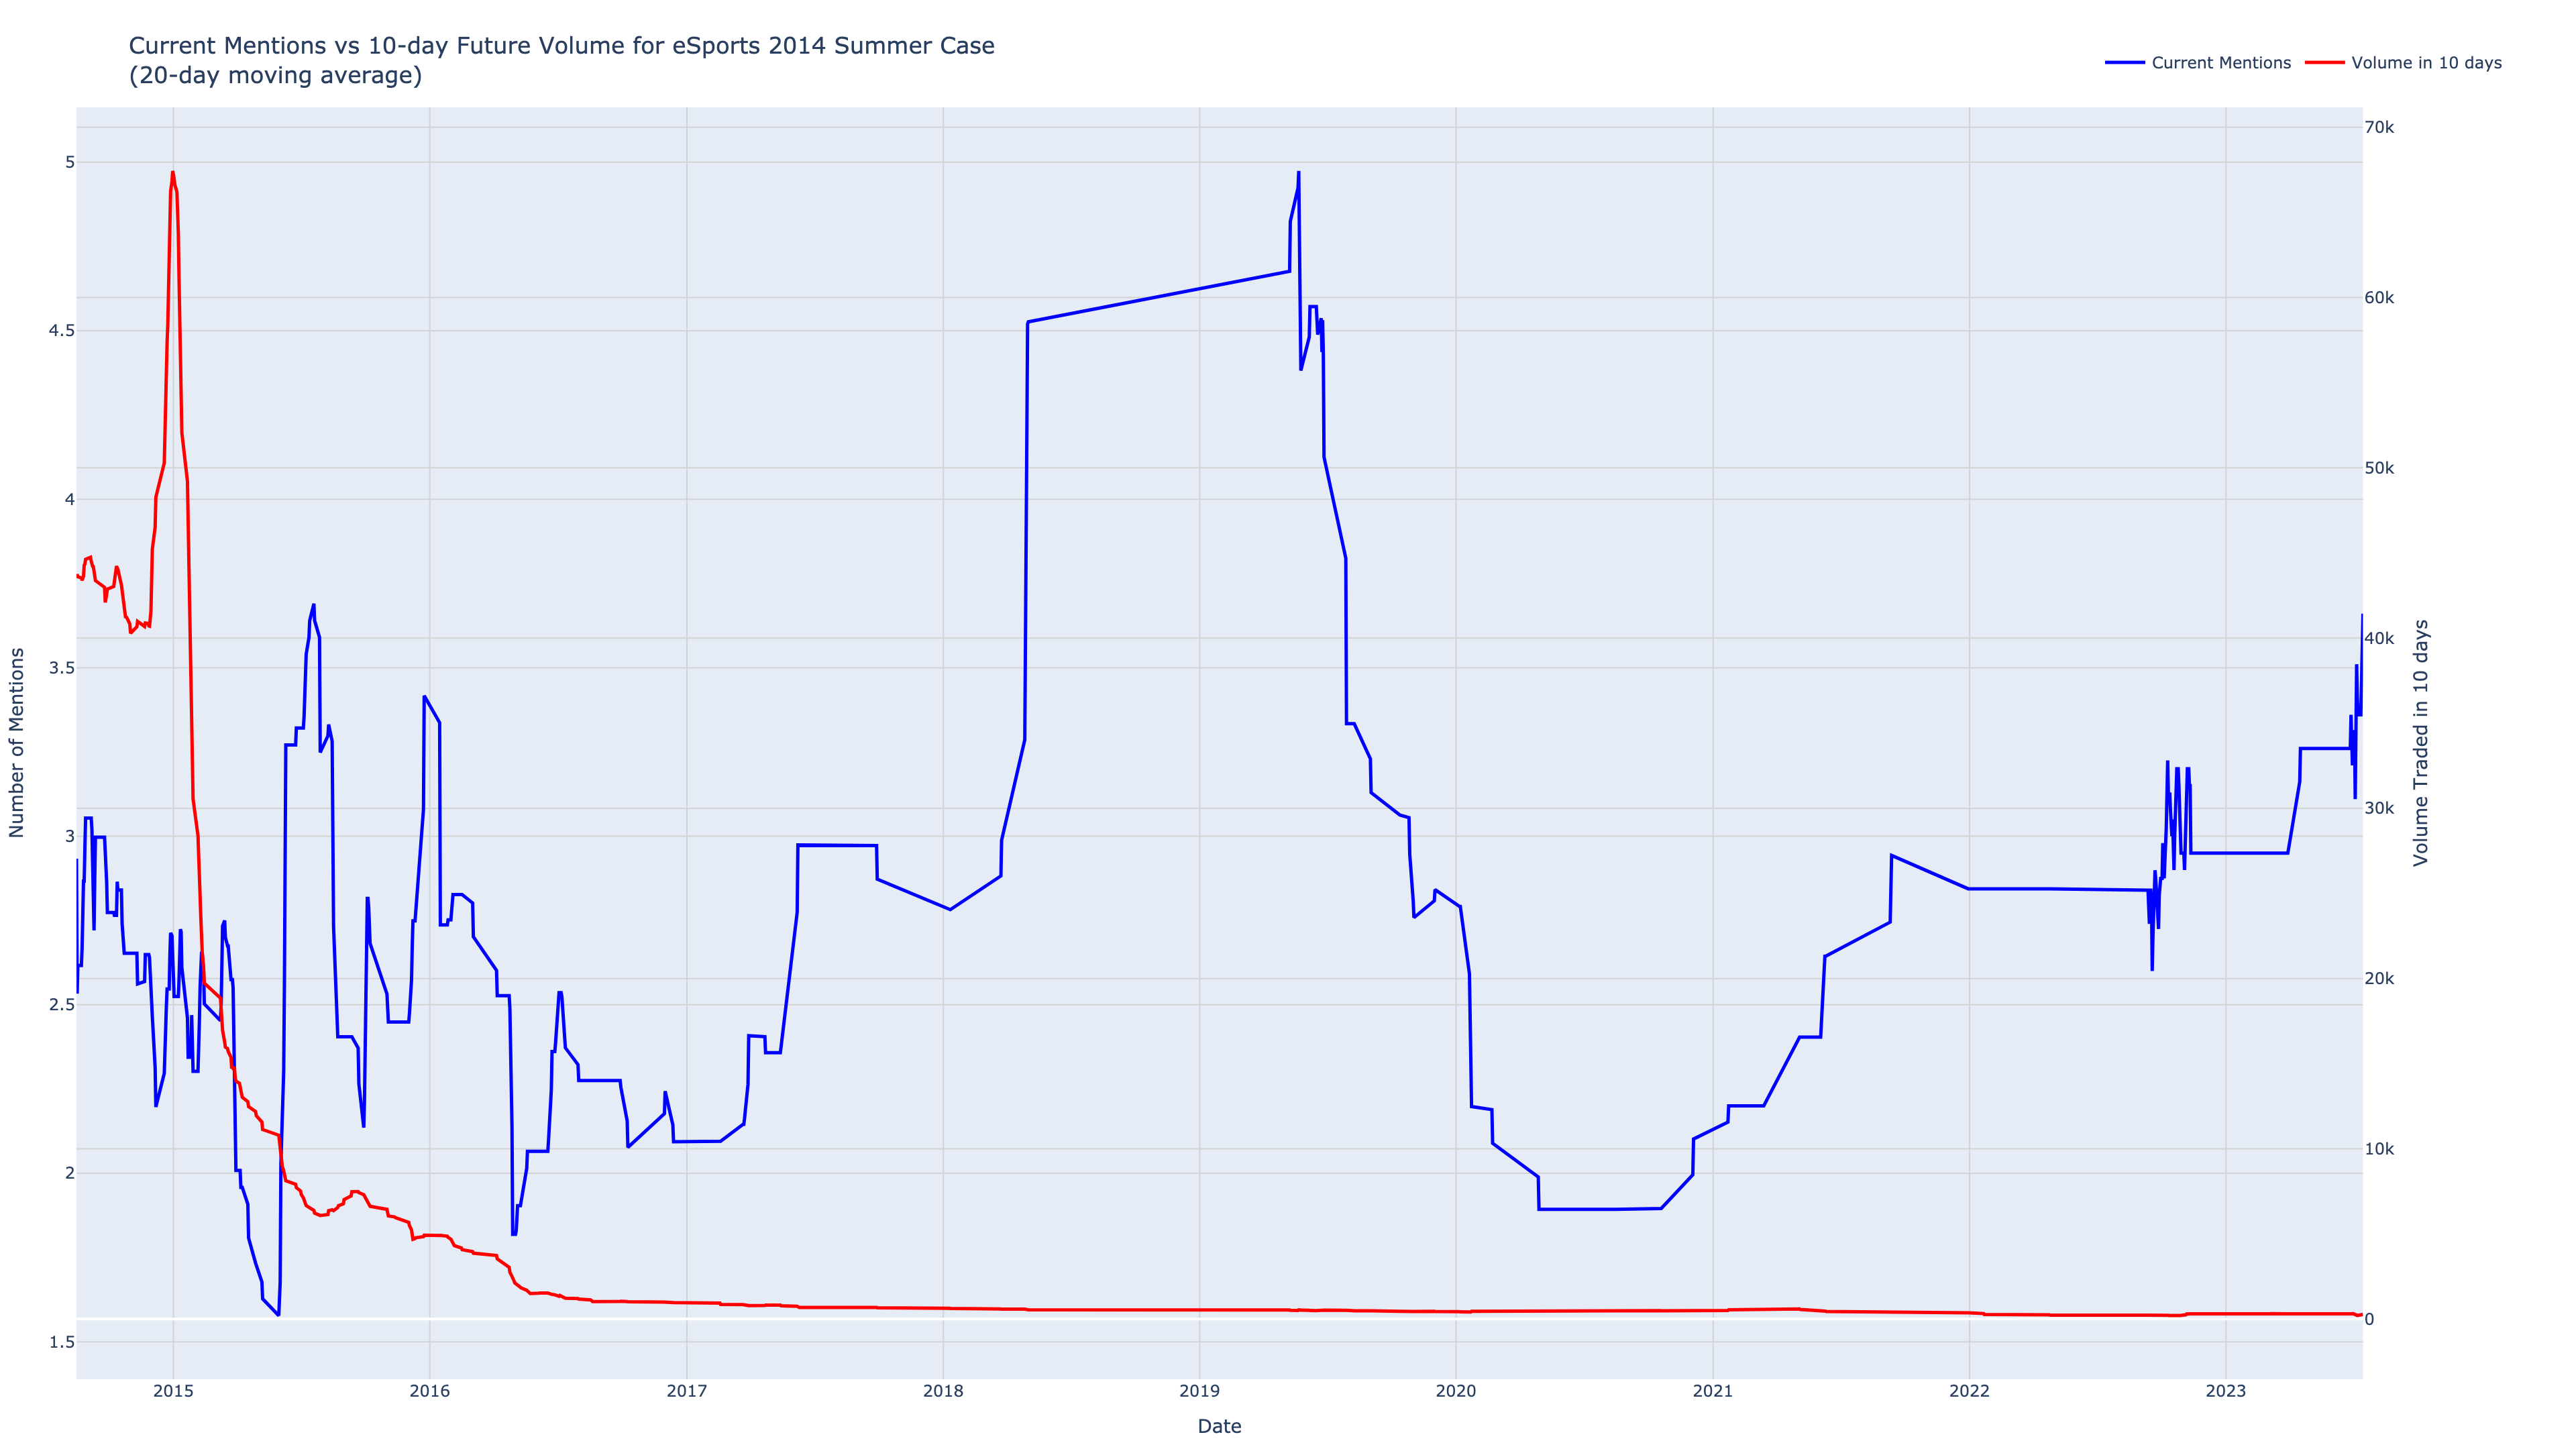 Current Mentions vs 10-day Future Volume for eSports 2014 Summer Case
(20-day moving average)
Current Mentions
Volume in 10 days
Number of Mentions
5
4.5
4
3.5
3
2.5
2
1.5
70k
60k
50k
40k
30k
20k
10k
0
Volume Traded in 10 days
2015
2016
2017
2018
2019
2020
2021
2022
2023
Date